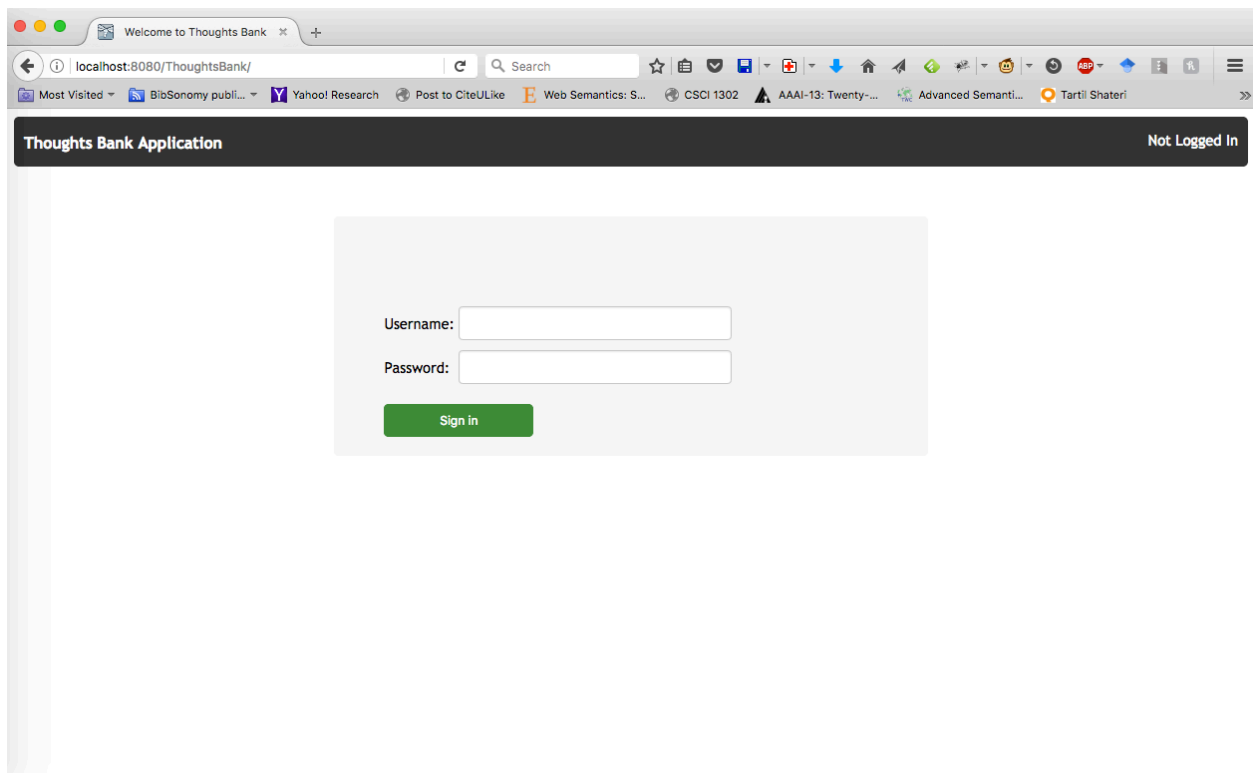 Welcome to Thoughts Bank
localhost:8080/ThoughtsBank/
Search
ABP
Most Visited
BibSonomy publi...
Yahoo! Research
Post to CiteULike
Web Semantics: S...
CSCI 1302
AAAI-13: Twenty-...
Advanced Semanti...
Tartil Shateri
Thoughts Bank Application
Not Logged In
Username:
Password:
Sign in